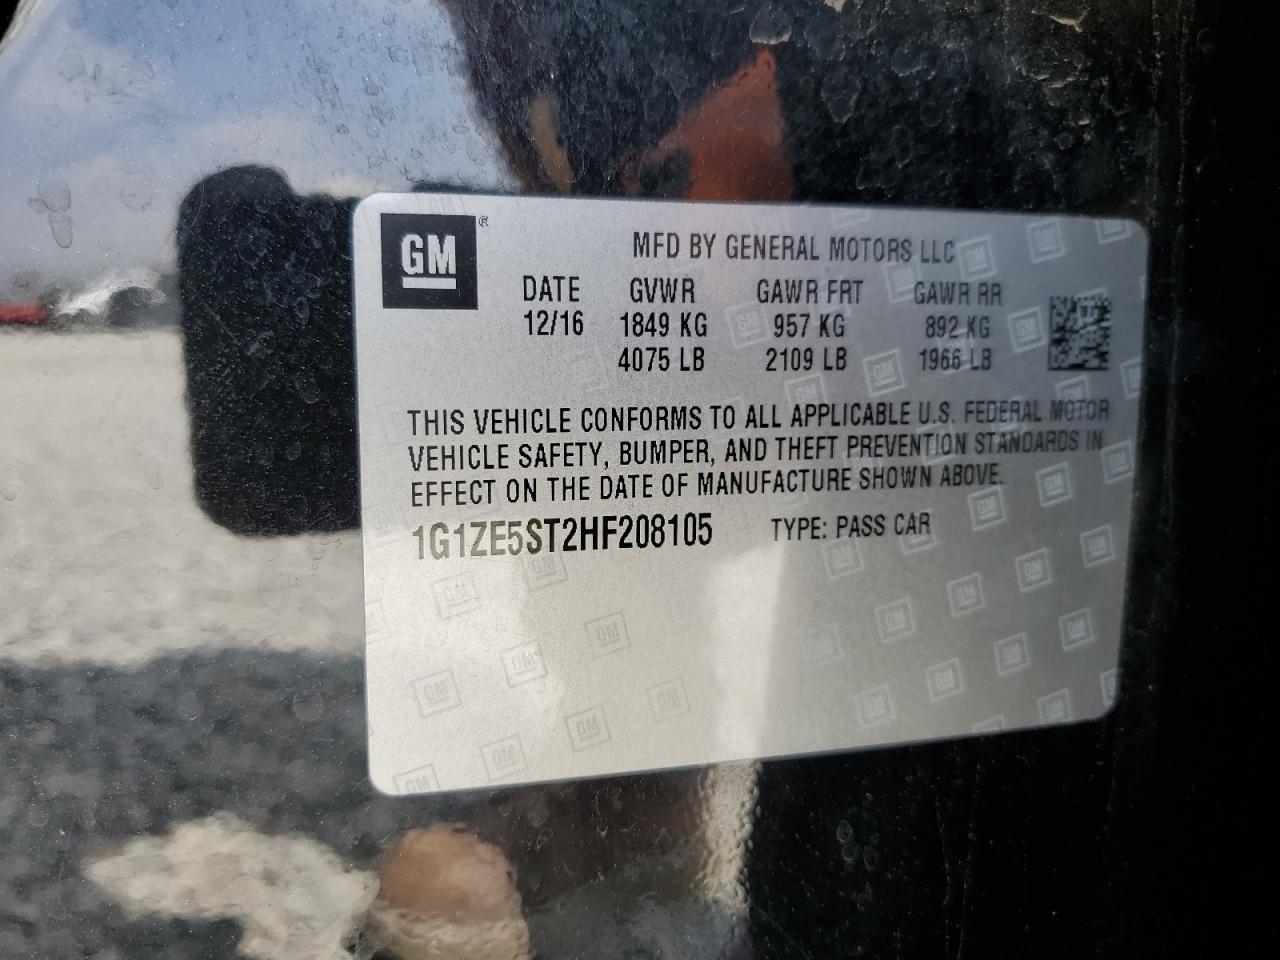 GM ®
MFD BY GENERAL MOTORS LLC
DATE GVWR GAWR FRT GAWR RR
12/16 1849 KG 957 KG 892 KG
4075 LB 2109 LB 1966 LB
THIS VEHICLE CONFORMS TO ALL APPLICABLE U.S. FEDERAL MOTOR
VEHICLE SAFETY, BUMPER, AND THEFT PREVENTION STANDARDS IN
EFFECT ON THE DATE OF MANUFACTURE SHOWN ABOVE.
1G1ZE5ST2HF208105 TYPE: PASS CAR